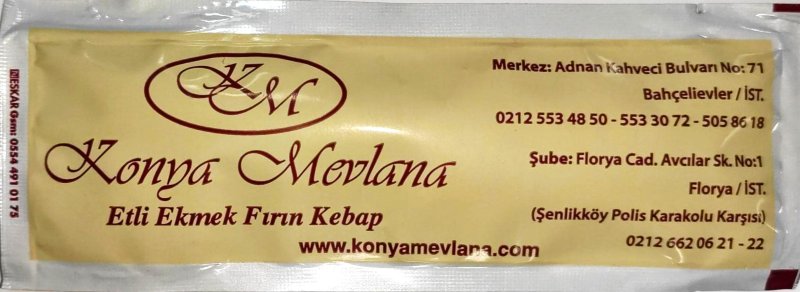 KM
Konya Mevlana
Etli Ekmek Fırın Kebap
www.konyamevlana.com
Merkez: Adnan Kahveci Bulvarı No: 71
Bahçelievler / İST.
0212 553 48 50 - 553 30 72 - 505 86 18
Şube: Florya Cad. Avcılar Sk. No:1
Florya / İST.
(Şenlikköy Polis Karakolu Karşısı)
0212 662 06 21 - 22
ESKAR Gsm: 0554 491 01 75